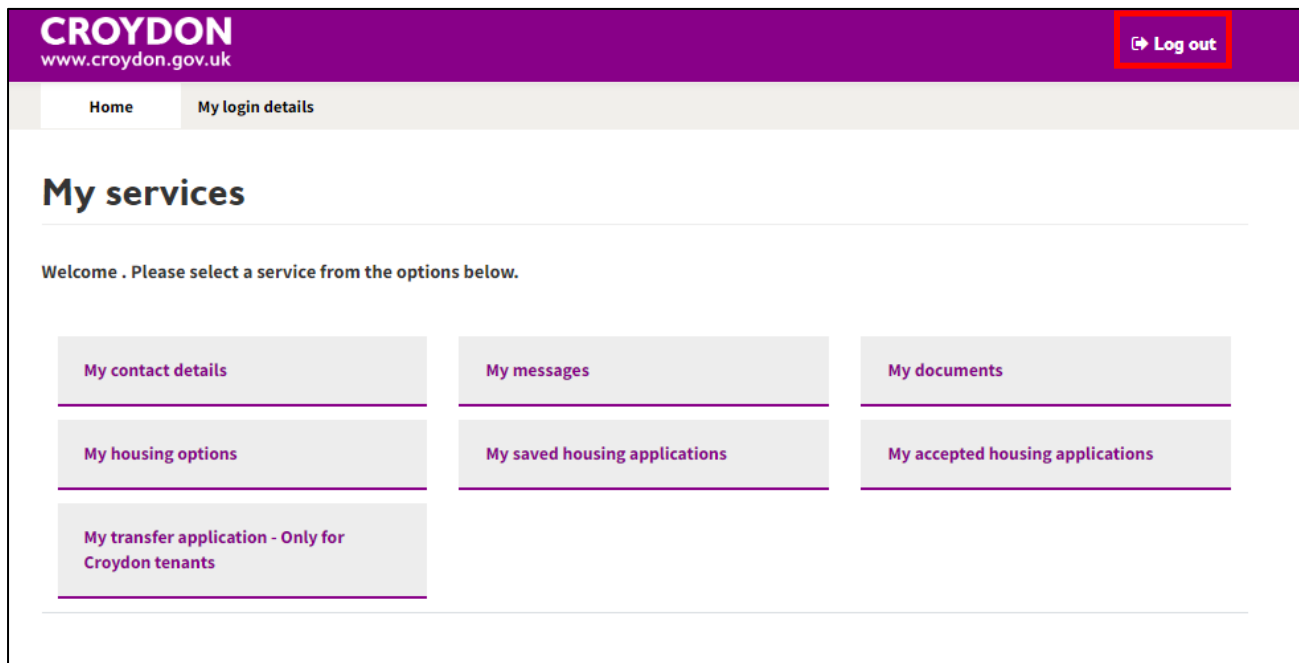 CROYDON
www.croydon.gov.uk
Log out
Home
My login details
My services
Welcome . Please select a service from the options below.
My contact details
My messages
My documents
My housing options
My saved housing applications
My accepted housing applications
My transfer application - Only for
Croydon tenants